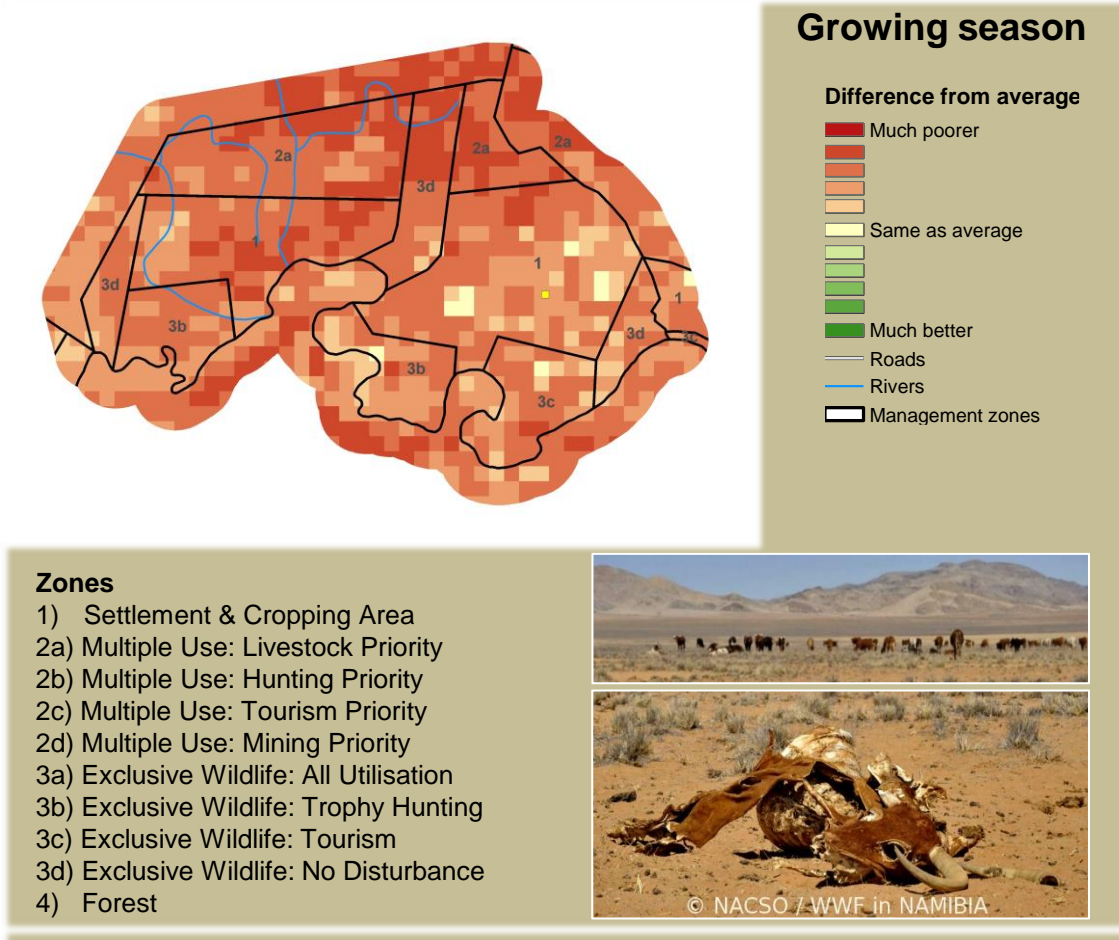 Growing season
Difference from average
Much poorer
Same as average
Much better
Roads
Rivers
Management zones
2a
2a
2a
3d
1
1
3d
1
3b
3d
3c
3b
3c
Zones
1) Settlement & Cropping Area
2a) Multiple Use: Livestock Priority
2b) Multiple Use: Hunting Priority
2c) Multiple Use: Tourism Priority
2d) Multiple Use: Mining Priority
3a) Exclusive Wildlife: All Utilisation
3b) Exclusive Wildlife: Trophy Hunting
3c) Exclusive Wildlife: Tourism
3d) Exclusive Wildlife: No Disturbance
4) Forest
© NACSO / WWF in NAMIBIA